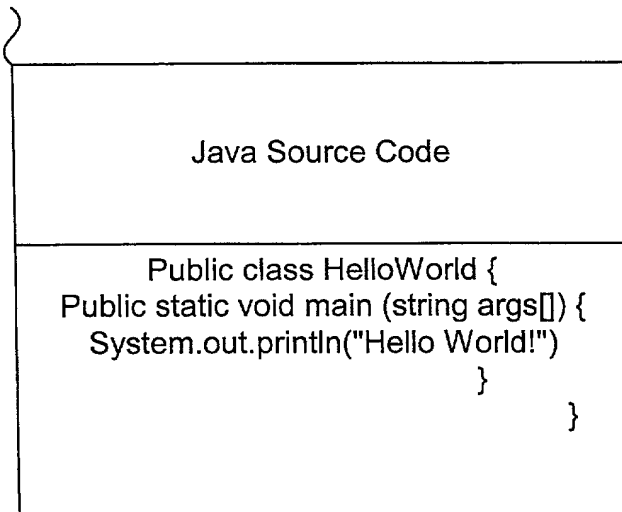 Java Source Code
Public class HelloWorld {
Public static void main (string args[]) {
System.out.println("Hello World!")
}
}